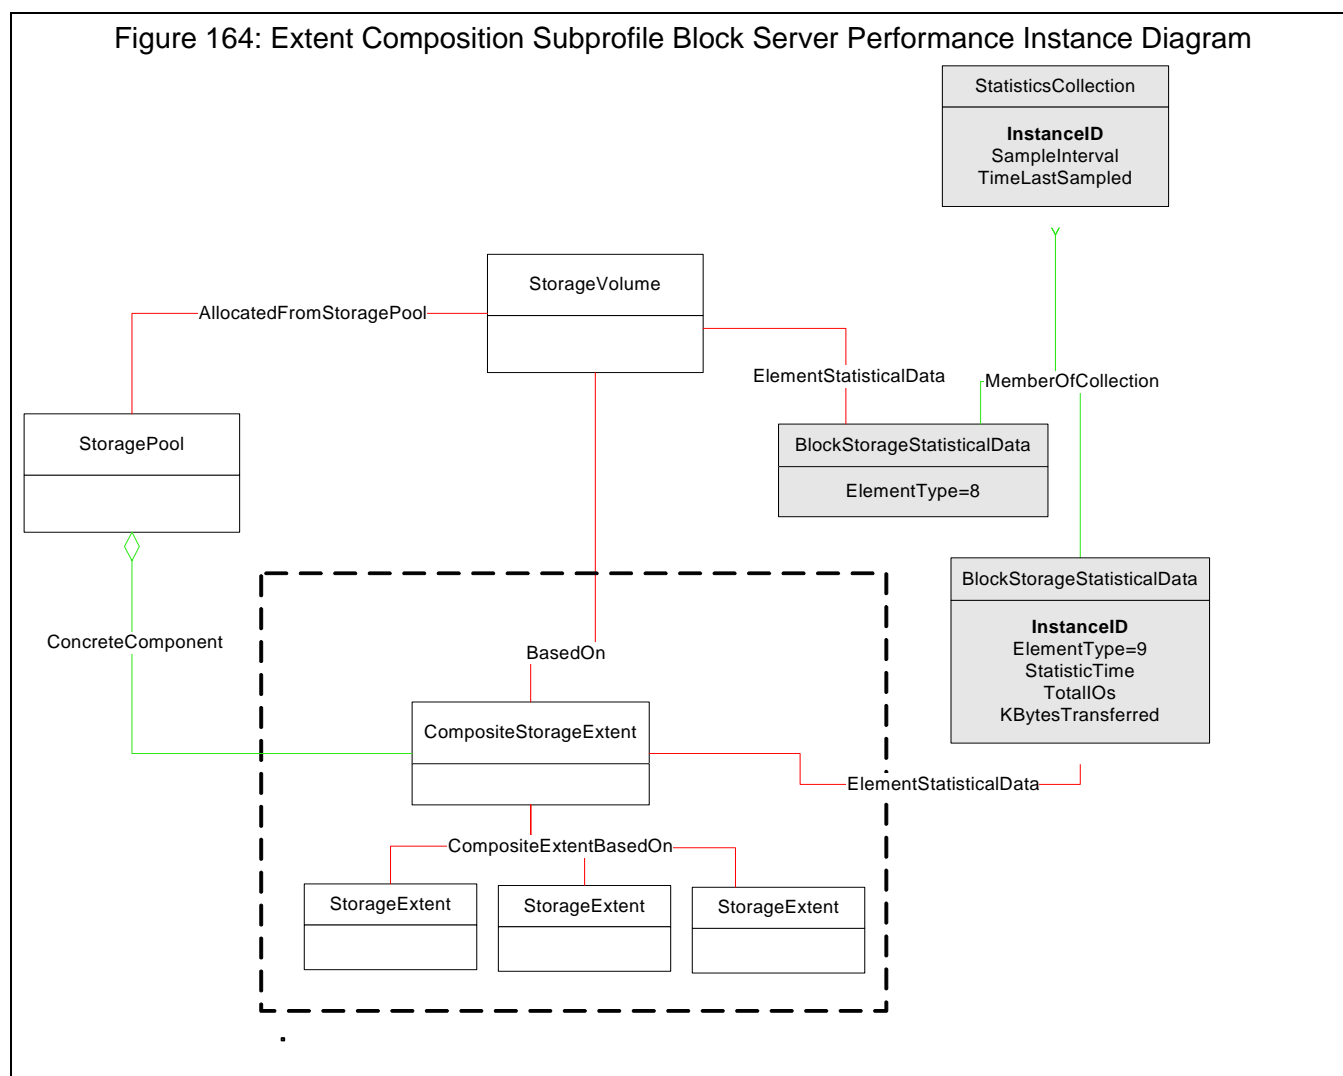 Figure 164: Extent Composition Subprofile Block Server Performance Instance Diagram
StatisticsCollection
InstanceID
SampleInterval
TimeLastSampled
StorageVolume
AllocatedFromStoragePool
ElementStatisticalData
MemberOfCollection
StoragePool
BlockStorageStatisticalData
ElementType=8
BlockStorageStatisticalData
InstanceID
ElementType=9
StatisticTime
TotalIOs
KBytesTransferred
ConcreteComponent
BasedOn
CompositeStorageExtent
ElementStatisticalData
CompositeExtentBasedOn
StorageExtent
StorageExtent
StorageExtent